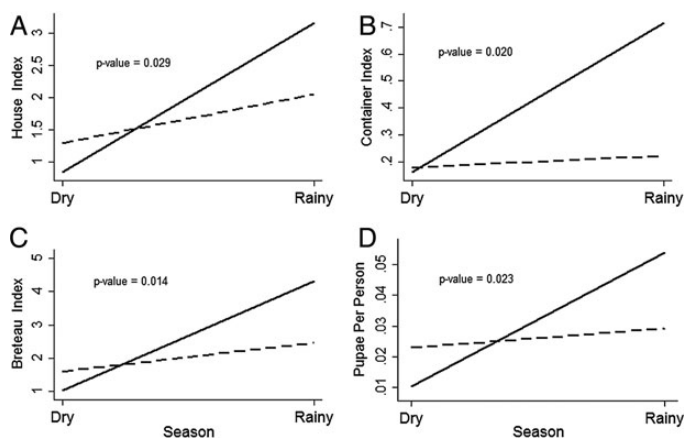 A
House Index
3
2.5
2
1.5
1
p-value = 0.029
Dry
Rainy
B
Container Index
.7
.6
.5
.4
.3
.2
p-value = 0.020
Dry
Rainy
C
Breteau Index
5
4
3
2
1
p-value = 0.014
Dry
Rainy
Season
D
Pupae Per Person
.05
.04
.03
.02
.01
p-value = 0.023
Dry
Rainy
Season